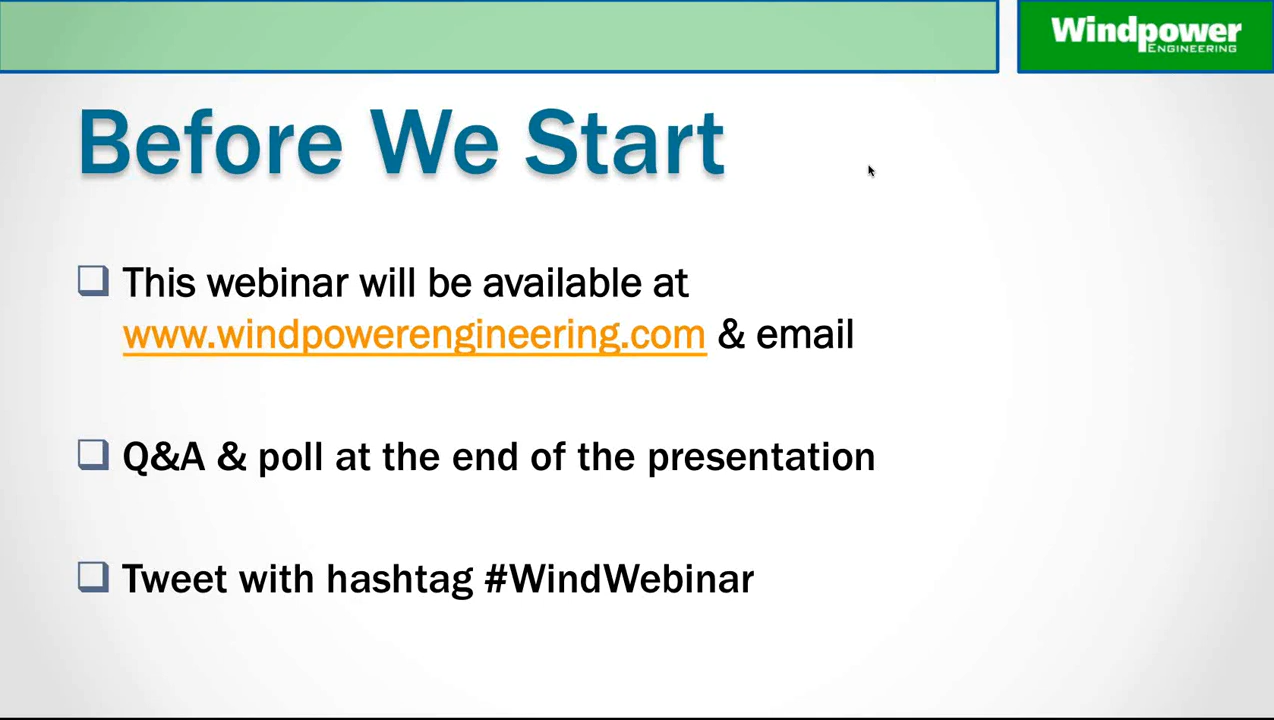 Windpower
ENGINEERING
Before We Start
This webinar will be available at
www.windpowerengineering.com & email
Q&A & poll at the end of the presentation
Tweet with hashtag #WindWebinar